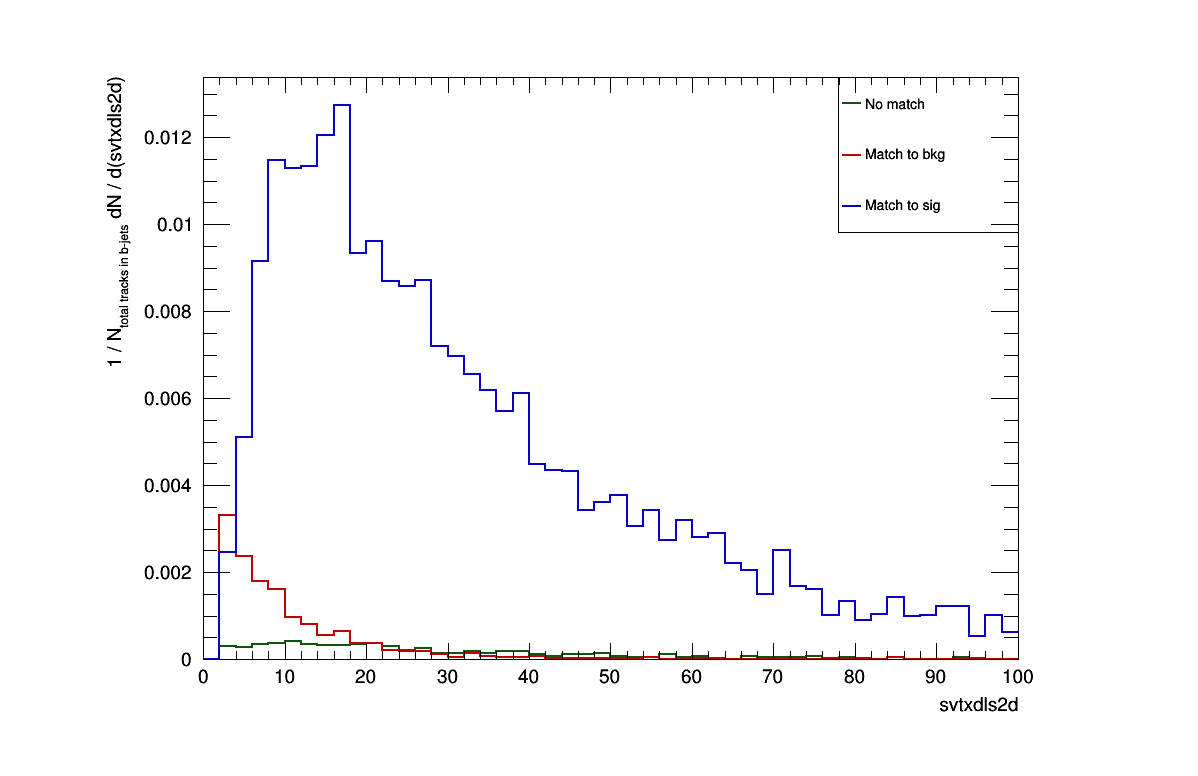 1 / N total tracks in b-jets dN / d(svtxdls2d)
0.012
0.01
0.008
0.006
0.004
0.002
0
No match
Match to bkg
Match to sig
0 10 20 30 40 50 60 70 80 90 100
svtxdls2d